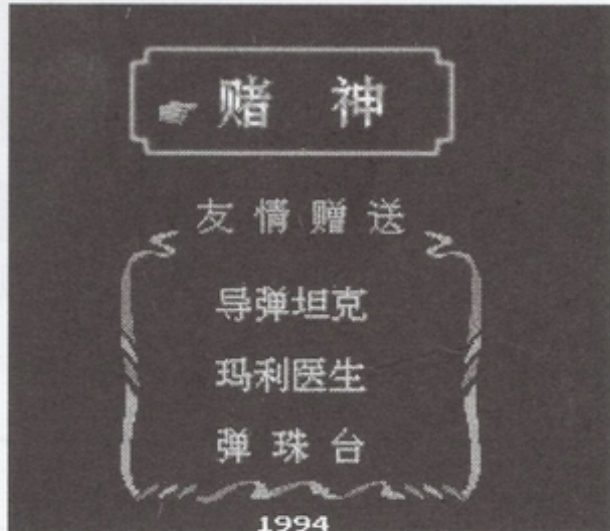 赌 神
友情赠送
导弹坦克
玛利医生
弹珠台
1994